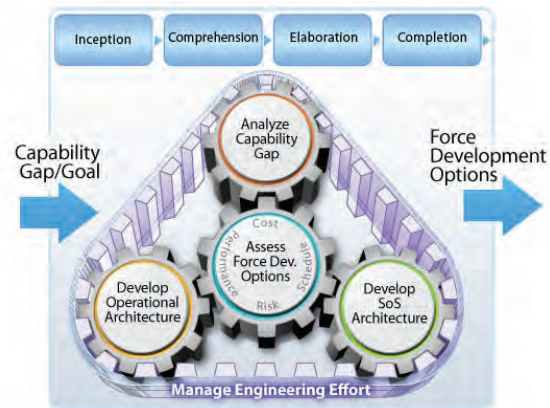 Inception
Comprehension
Elaboration
Completion
Capability
Gap/Goal
Analyze
Capability
Gap
Force
Development
Options
Cost
Performance
Assess
Force Dev.
Options
Schedule
Risk
Develop
Operational
Architecture
Develop
SoS
Architecture
Manage Engineering Effort